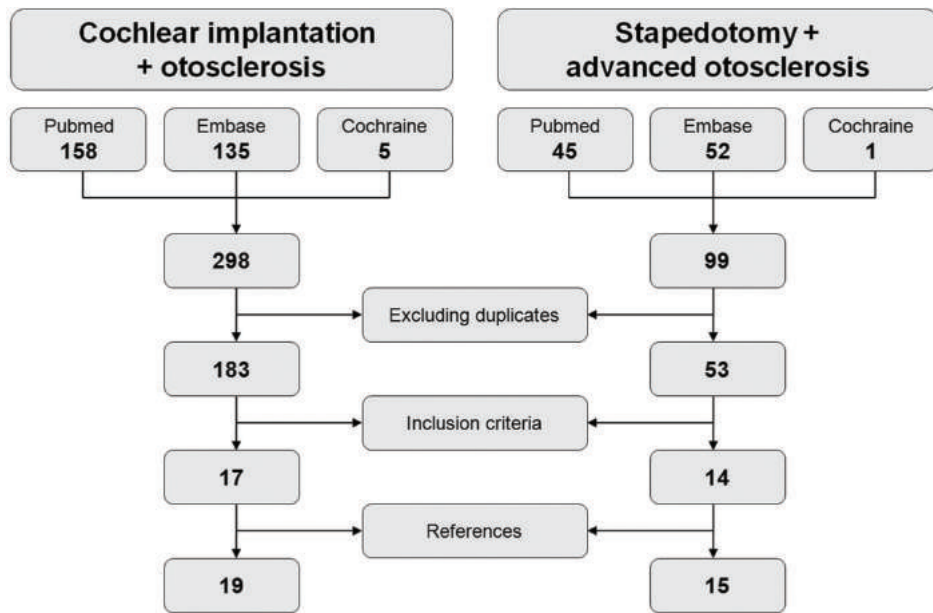 Cochlear implantation
+ otosclerosis
Stapedotomy +
advanced otosclerosis
Pubmed
158
Embase
135
Cochraine
5
Pubmed
45
Embase
52
Cochraine
1
298
99
Excluding duplicates
183
53
Inclusion criteria
17
14
References
19
15